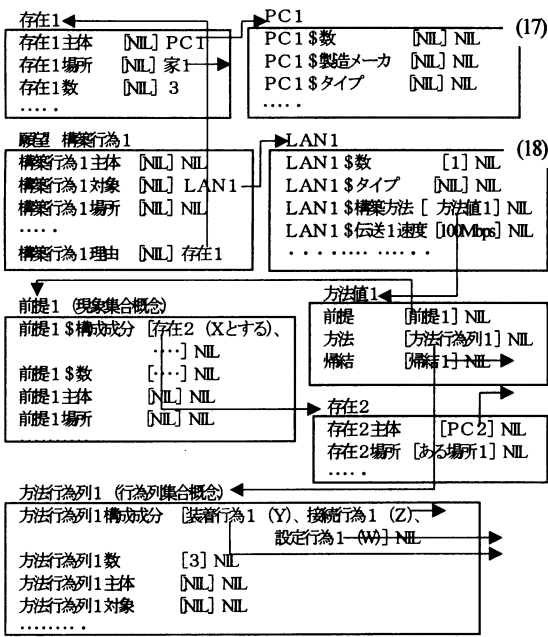 存在1
存在1主体 [NIL] PC1
存在1場所 [NIL] 家1
存在1数 [NIL] 3
‥‥・
PC1
(17)
PC1$数 [NIL] NIL
PC1$製造メーカ [NIL] NIL
PC1$タイプ [NIL] NIL
‥‥・
願望 構築行為1
構築行為1主体 [NIL] NIL
構築行為1対象 [NIL] LAN1
構築行為1場所 [NIL] NIL
‥‥・
構築行為1理由 [NIL] 存在1
LAN1
(18)
LAN1$数 [1] NIL
LAN1$タイプ [NIL] NIL
LAN1$構築方法 [方法値1] NIL
LAN1$伝送1速度 [100Mbps] NIL
・・・・‥‥・・・
前提1 (現象集合概念)
前提1$構成成分 [存在2 (Xとする)、
‥‥] NIL
前提1$数 [‥‥] NIL
前提1主体 [NIL] NIL
前提1場所 [NIL] NIL
‥‥‥‥‥
方法値1
前提 [前提1] NIL
方法 [方法行為列1] NIL
帰結 [帰結1] NIL
存在2
存在2主体 [PC2] NIL
存在2場所 [ある場所1] NIL
‥‥・
方法行為列1 (行為列集合概念)
方法行為列1構成成分 [装着行為1 (Y)、接続行為1 (Z)、
設定行為1 (W)] NIL
方法行為列1数 [3] NIL
方法行為列1主体 [NIL] NIL
方法行為列1対象 [NIL] NIL
‥‥‥‥・